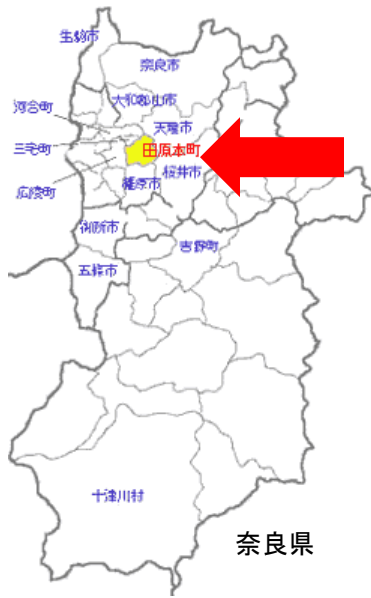 生駒市
奈良市
河合町
大和郡山市
天理市
三宅町
田原本町
広陵町
橿原市
桜井市
御所市
吉野町
五條市
十津川村
奈良県